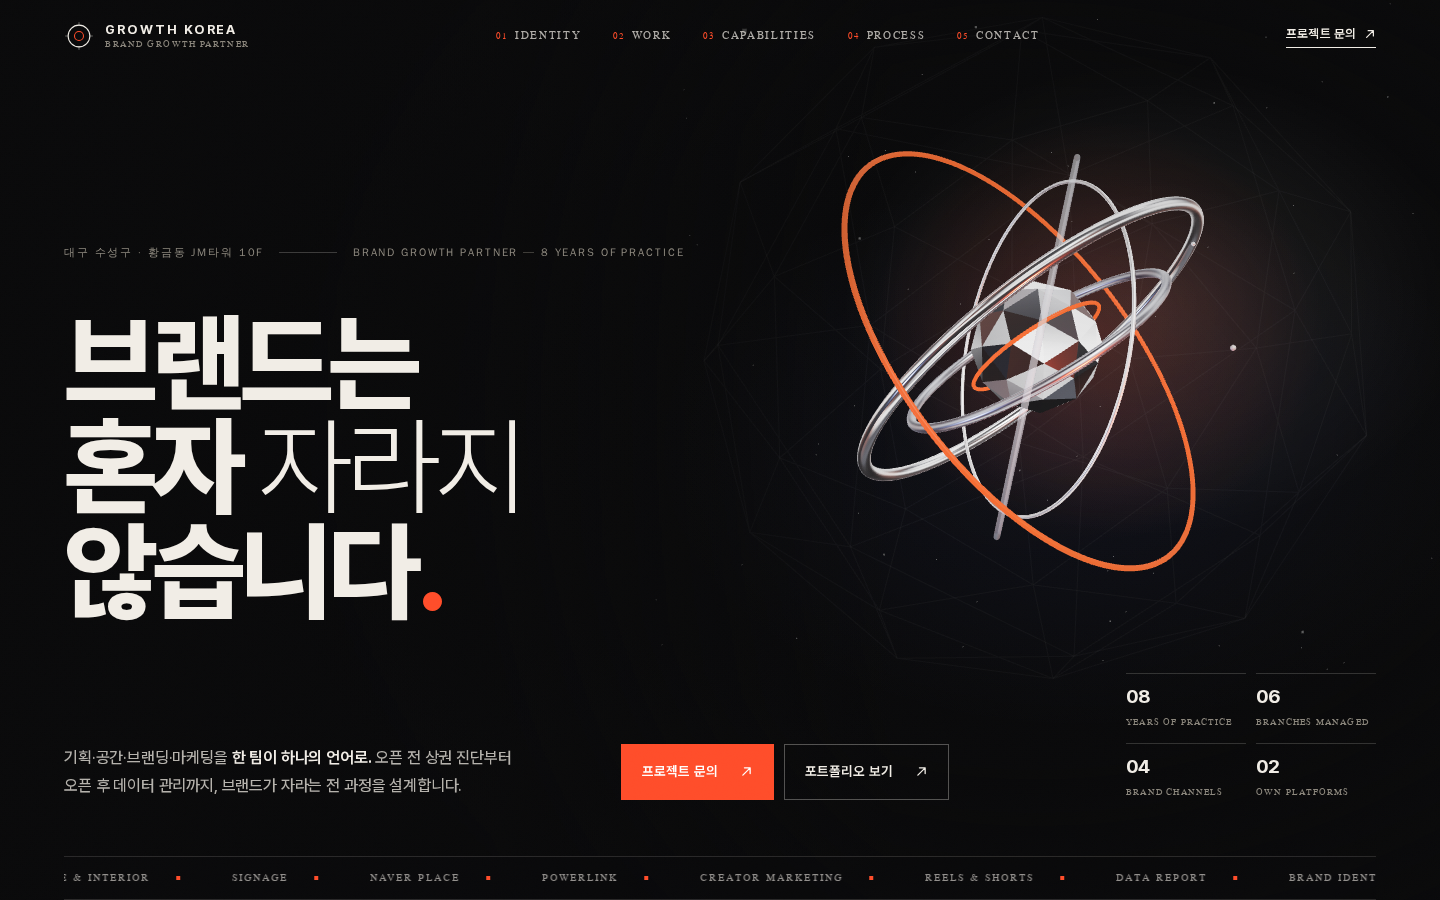 GROWTH KOREA
BRAND GROWTH PARTNER
01 IDENTITY 02 WORK 03 CAPABILITIES 04 PROCESS 05 CONTACT
프로젝트 문의
대구 수성구 · 황금동 JM타워 10F
BRAND GROWTH PARTNER — 8 YEARS OF PRACTICE
브랜드는
혼자 자라지
않습니다.
기획·공간·브랜딩·마케팅을 한 팀이 하나의 언어로. 오픈 전 상권 진단부터
오픈 후 데이터 관리까지, 브랜드가 자라는 전 과정을 설계합니다.
프로젝트 문의
포트폴리오 보기
08
YEARS OF PRACTICE
06
BRANCHES MANAGED
04
BRAND CHANNELS
02
OWN PLATFORMS
& INTERIOR ▪ SIGNAGE ▪ NAVER PLACE ▪ POWERLINK ▪ CREATOR MARKETING ▪ REELS & SHORTS ▪ DATA REPORT ▪ BRAND IDENT